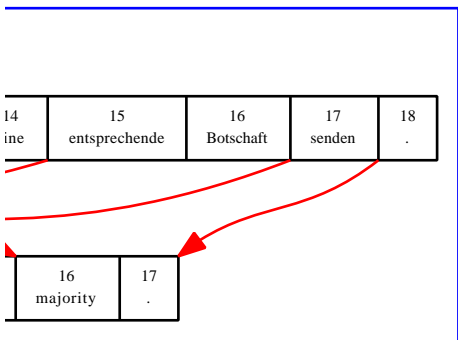 14 15 16 17 18
ine entsprechende Botschaft senden .
16 17
majority .